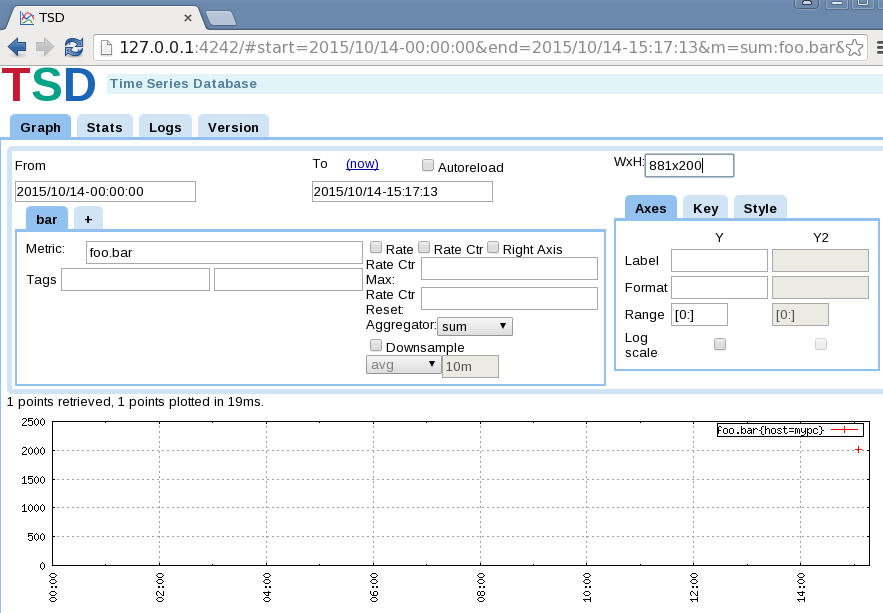 TSD
127.0.0.1:4242/#start=2015/10/14-00:00:00&end=2015/10/14-15:17:13&m=sum:foo.bar&
TSD Time Series Database
Graph Stats Logs Version
From To (now) Autoreload WxH: 881x200
2015/10/14-00:00:00 2015/10/14-15:17:13
bar + Axes Key Style
Metric: foo.bar Rate Rate Ctr Right Axis Y Y2
Tags Rate Ctr Max: Label
Rate Ctr Reset: Format
Aggregator: sum Range [0:] [0:]
Downsample Log scale
avg 10m
1 points retrieved, 1 points plotted in 19ms.
foo.bar{host=mypc}
2500
2000
1500
1000
500
0
00:00 02:00 04:00 06:00 08:00 10:00 12:00 14:00